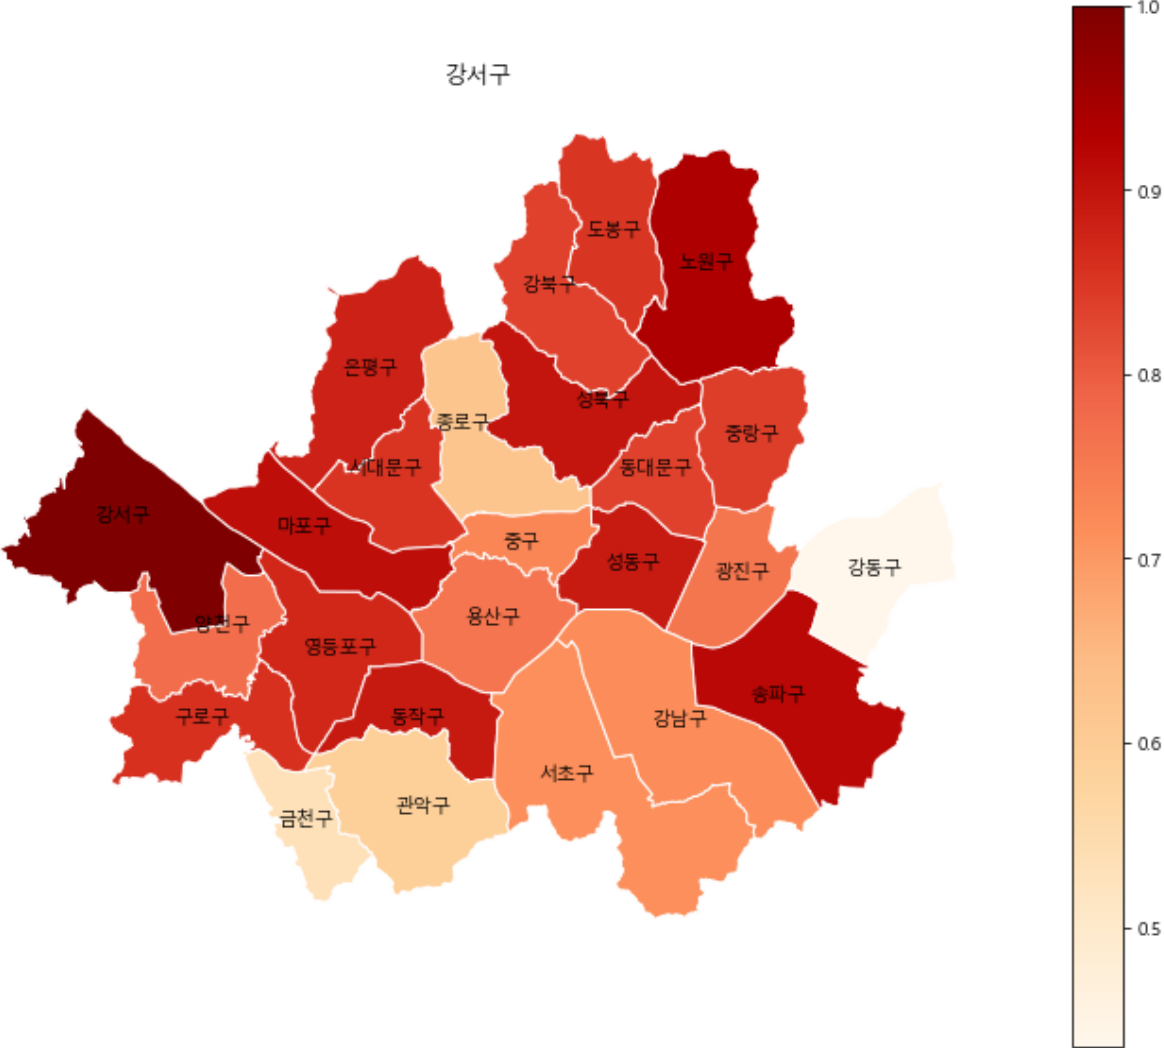 강서구
1.0
0.9
0.8
0.7
0.6
0.5
도봉구
노원구
강북구
은평구
성북구
종로구
중랑구
서대문구
동대문구
강서구
마포구
중구
성동구
광진구
강동구
양천구
용산구
영등포구
송파구
구로구
동작구
강남구
서초구
관악구
금천구